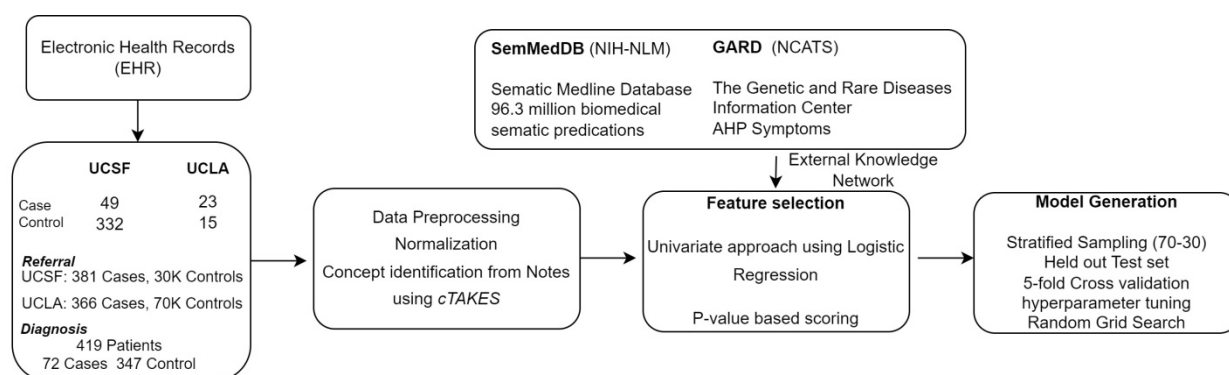 Electronic Health Records
(EHR)
UCSF UCLA
Case 49 23
Control 332 15
Referral
UCSF: 381 Cases, 30K Controls
UCLA: 366 Cases, 70K Controls
Diagnosis
419 Patients
72 Cases 347 Control
Data Preprocessing
Normalization
Concept identification from Notes
using cTAKES
SemMedDB (NIH-NLM)
Sematic Medline Database
96.3 million biomedical
sematic predications
GARD (NCATS)
The Genetic and Rare Diseases
Information Center
AHP Symptoms
External Knowledge
Network
Feature selection
Univariate approach using Logistic
Regression
P-value based scoring
Model Generation
Stratified Sampling (70-30)
Held out Test set
5-fold Cross validation
hyperparameter tuning
Random Grid Search